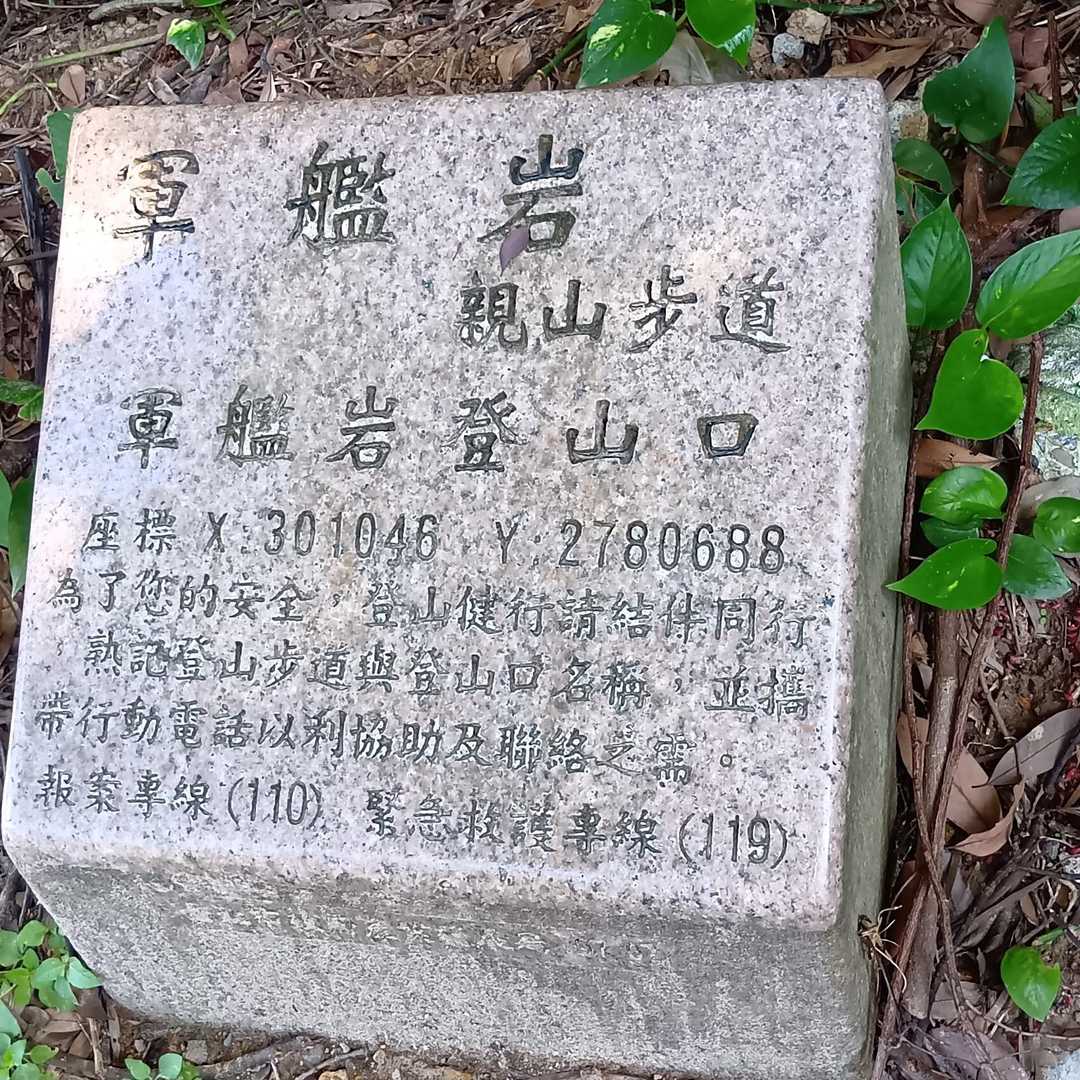 軍艦岩
親山步道
軍艦岩登山口
座標 X:301046 Y:2780688
為了您的安全,登山健行請結伴同行
,熟記登山步道與登山口名稱,並攜
帶行動電話以利協助及聯絡之需。
報案專線(110) 緊急救護專線(119)